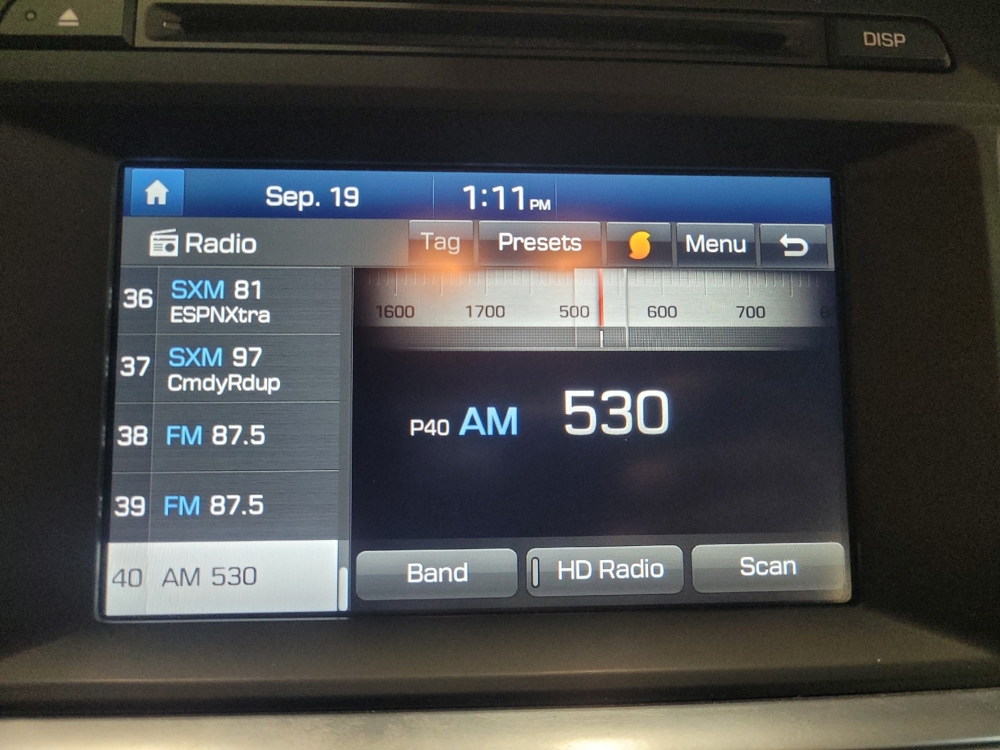 DISP
Sep. 19 1:11 PM
Radio Tag Presets Menu
36 SXM 81
ESPNXtra
37 SXM 97
CmdyRdup
38 FM 87.5
39 FM 87.5
40 AM 530
1600 1700 500 600 700
P40 AM 530
Band HD Radio Scan